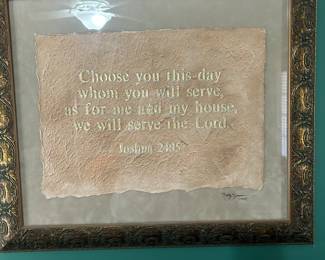 Choose you this day
whom you will serve,
as for me and my house,
we will serve the Lord.
Joshua 24:15